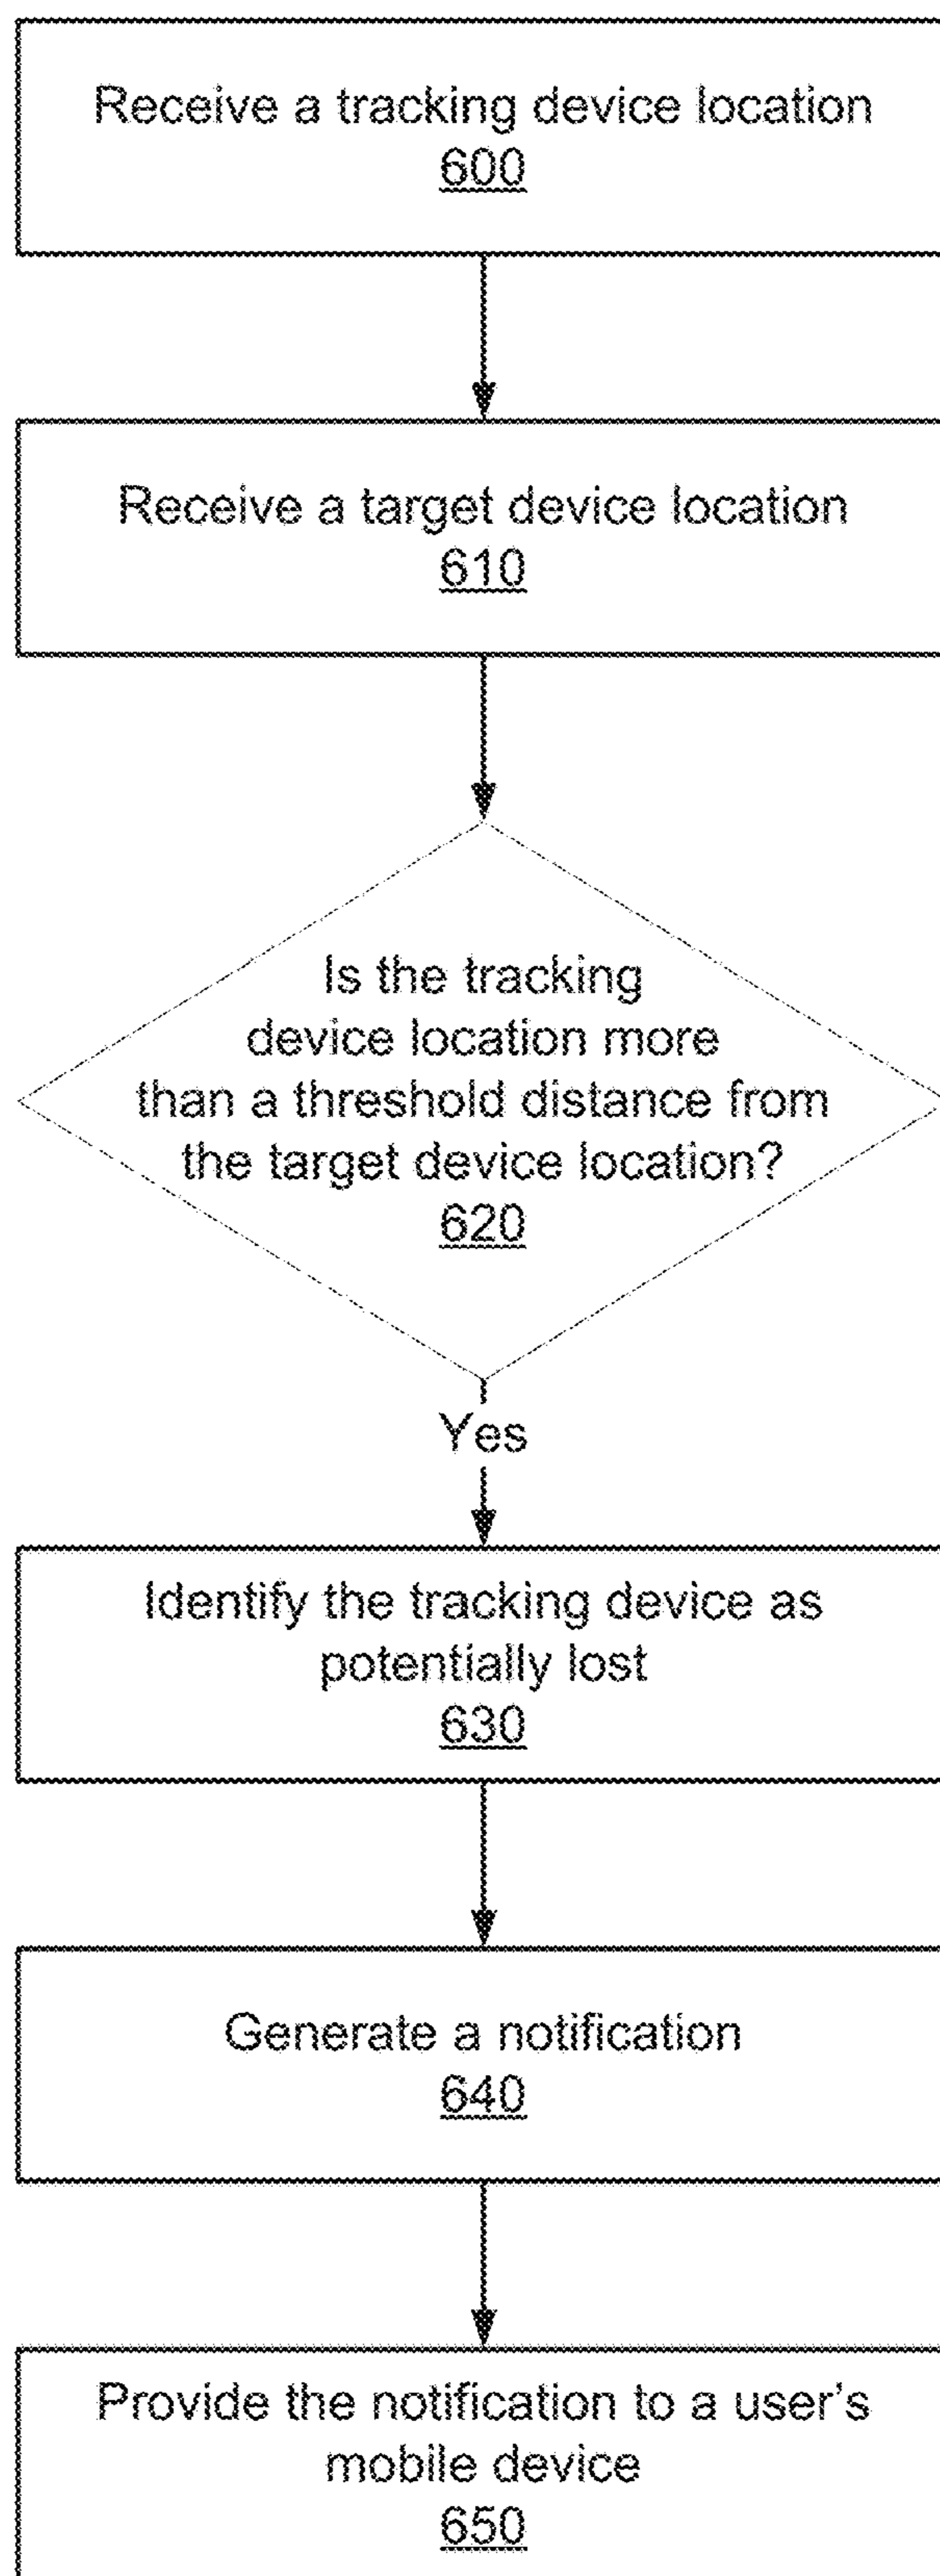 Receive a tracking device location
600
Receive a target device location
610
Is the tracking
device location more
than a threshold distance from
the target device location?
620
Yes
Identify the tracking device as
potentially lost
630
Generate a notification
640
Provide the notification to a user's
mobile device
650